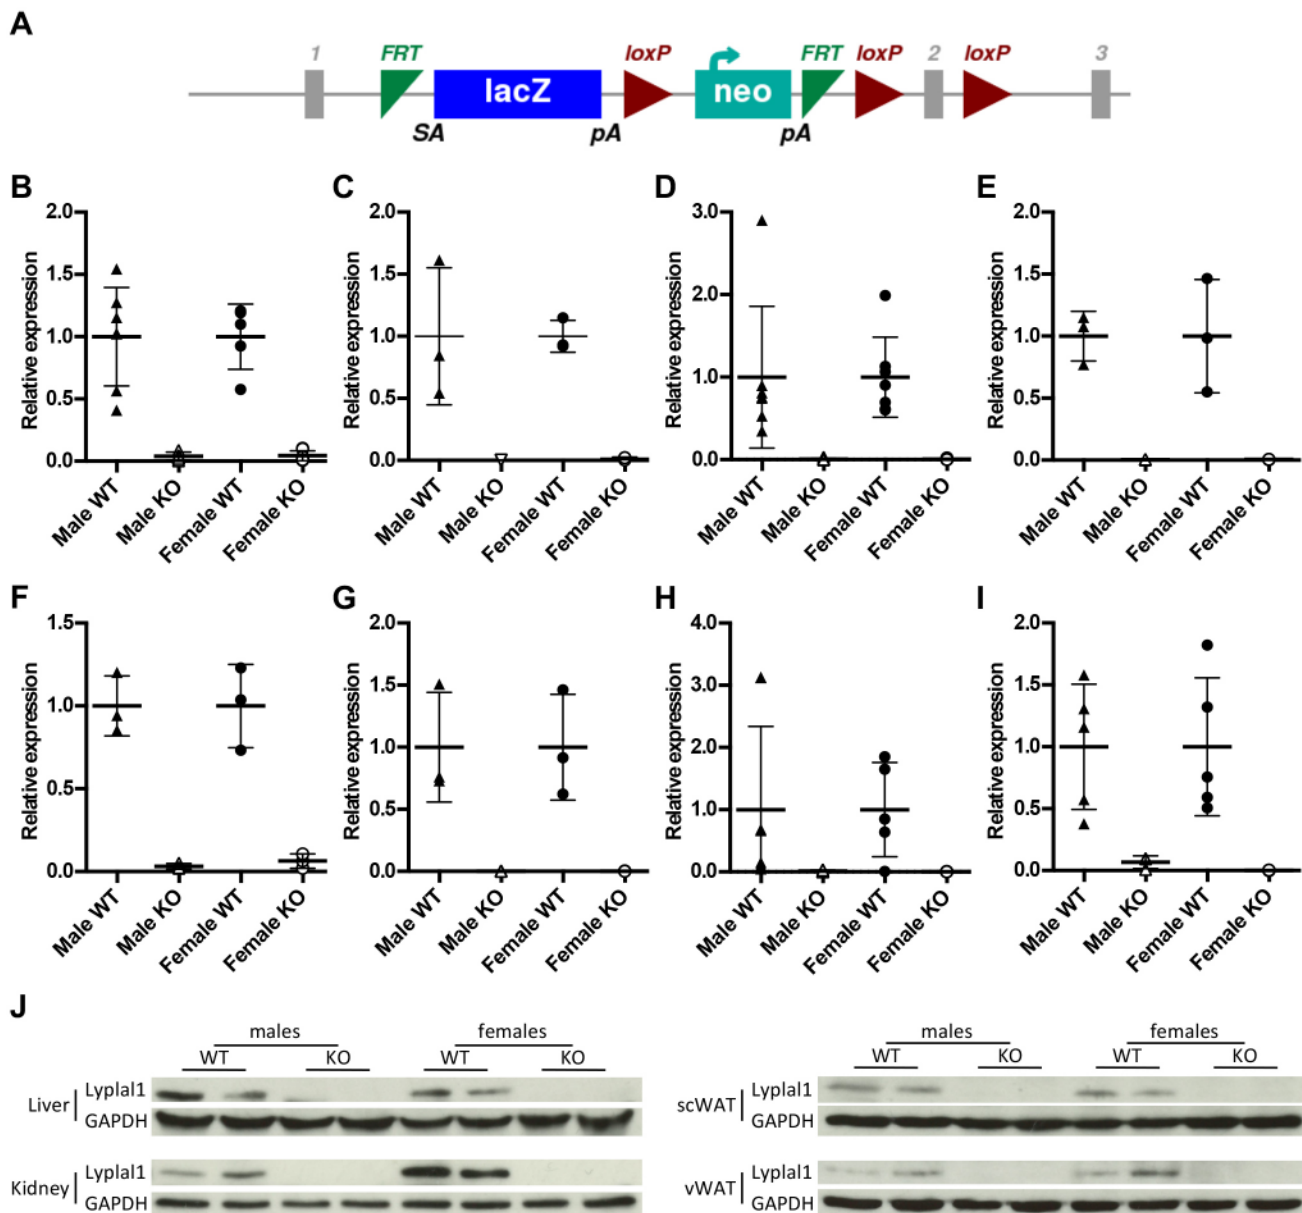 A
1 FRT loxP FRT loxP 2 loxP 3
lacZ neo
SA pA pA
B C D E
2.0 2.0 3.0 2.0
1.5 1.5 2.0 1.5
1.0 1.0 1.0 1.0
0.5 0.5 0.5
0.0 0.0 0.0 0.0
Relative expression Relative expression Relative expression Relative expression
Male WT Male KO Female WT Female KO Male WT Male KO Female WT Female KO Male WT Male KO Female WT Female KO Male WT Male KO Female WT Female KO
F G H I
1.5 2.0 4.0 2.0
1.0 1.5 3.0 1.5
0.5 1.0 2.0 1.0
0.0 0.5 1.0 0.5
0.0 0.0 0.0
Relative expression Relative expression Relative expression Relative expression
Male WT Male KO Female WT Female KO Male WT Male KO Female WT Female KO Male WT Male KO Female WT Female KO Male WT Male KO Female WT Female KO
J
males females males females
WT KO WT KO WT KO WT KO
Liver Lyplal1 scWAT Lyplal1
GAPDH GAPDH
Kidney Lyplal1 vWAT Lyplal1
GAPDH GAPDH